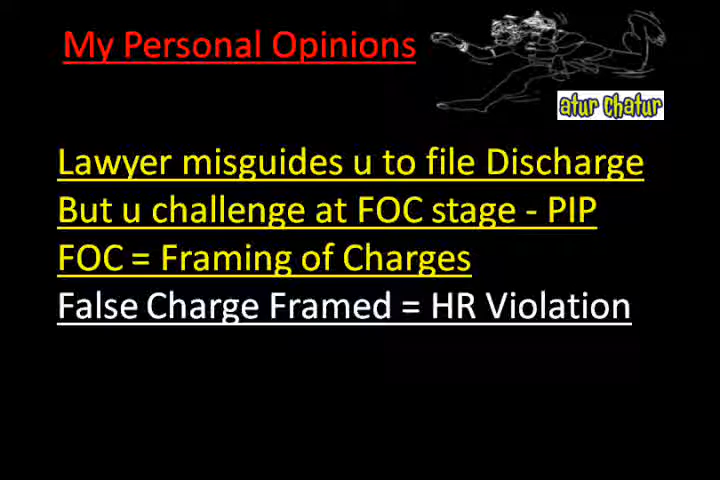 My Personal Opinions
atur chatur
Lawyer misguides u to file Discharge
But u challenge at FOC stage - PIP
FOC = Framing of Charges
False Charge Framed = HR Violation